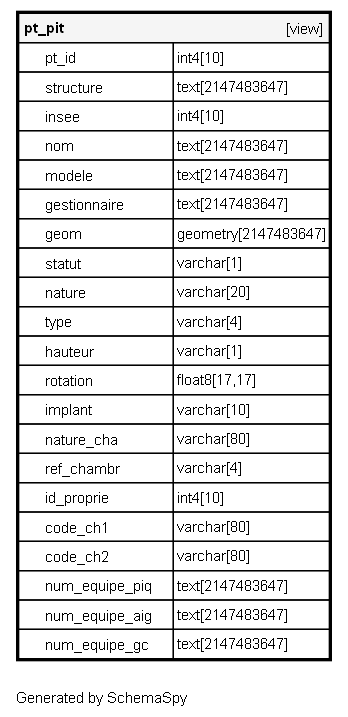 pt_pit [view]
pt_id int4[10]
structure text[2147483647]
insee int4[10]
nom text[2147483647]
modele text[2147483647]
gestionnaire text[2147483647]
geom geometry[2147483647]
statut varchar[1]
nature varchar[20]
type varchar[4]
hauteur varchar[1]
rotation float8[17,17]
implant varchar[10]
nature_cha varchar[80]
ref_chambr varchar[4]
id_proprie int4[10]
code_ch1 varchar[80]
code_ch2 varchar[80]
num_equipe_piq text[2147483647]
num_equipe_aig text[2147483647]
num_equipe_gc text[2147483647]
Generated by SchemaSpy